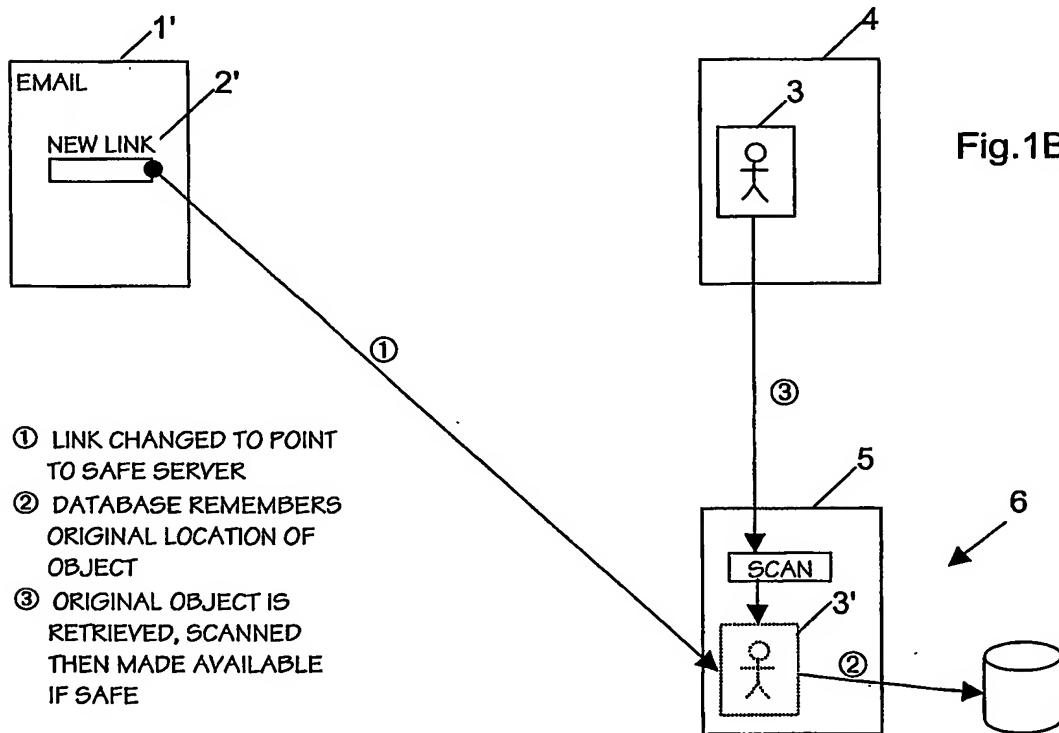 1'
EMAIL
2'
NEW LINK
4
3
Fig.1B
①
③
① LINK CHANGED TO POINT
TO SAFE SERVER
② DATABASE REMEMBERS
ORIGINAL LOCATION OF
OBJECT
③ ORIGINAL OBJECT IS
RETRIEVED, SCANNED
THEN MADE AVAILABLE
IF SAFE
5
6
SCAN
3'
②